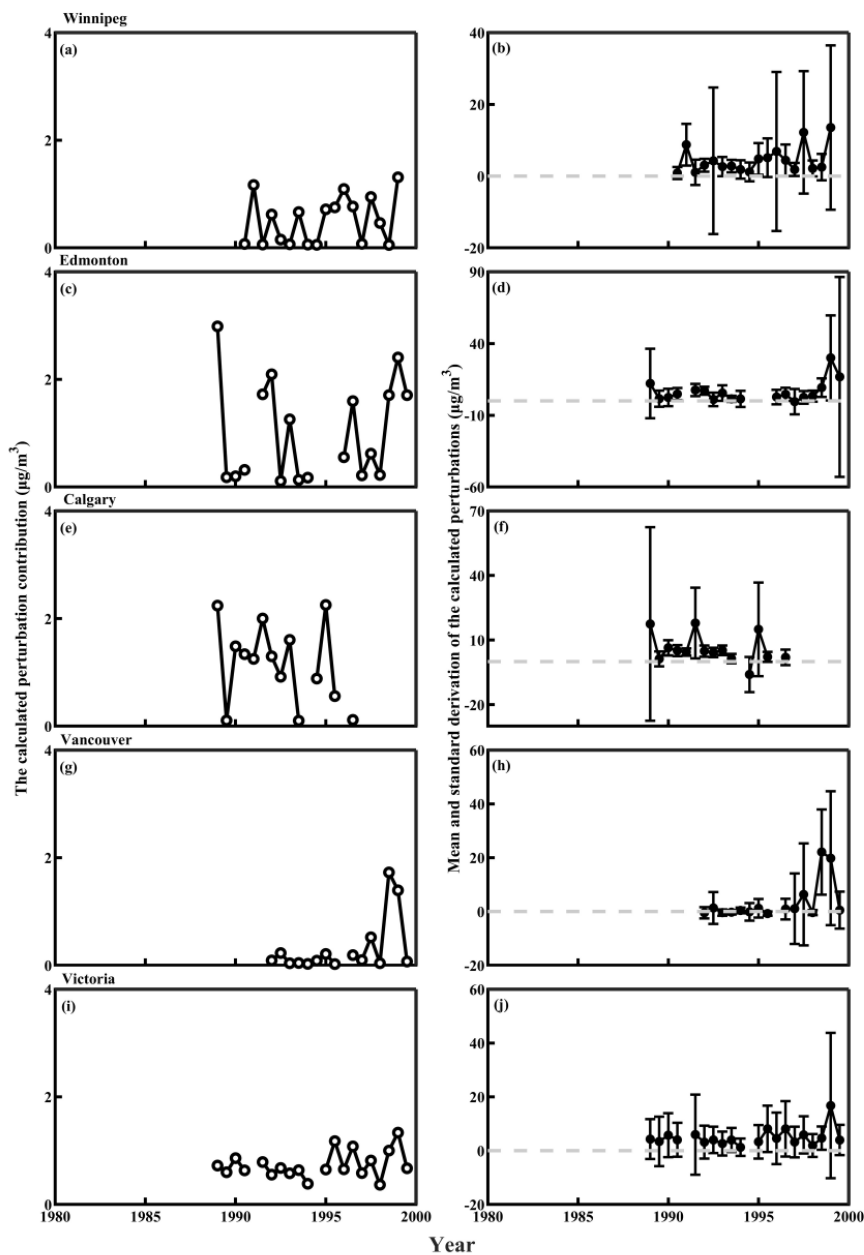 Winnipeg
4
(a)
2
0
40
(b)
20
0
-20
Edmonton
4
(c)
2
0
90
(d)
40
-10
-60
Calgary
4
(e)
2
0
70
(f)
40
10
-20
Vancouver
4
(g)
2
0
60
(h)
40
20
0
-20
Victoria
4
(i)
2
0
60
(j)
40
20
0
-20
1980 1985 1990 1995 2000
1980 1985 1990 1995 2000
The calculated perturbation contribution (µg/m³)
Mean and standard derivation of the calculated perturbations (µg/m³)
Year